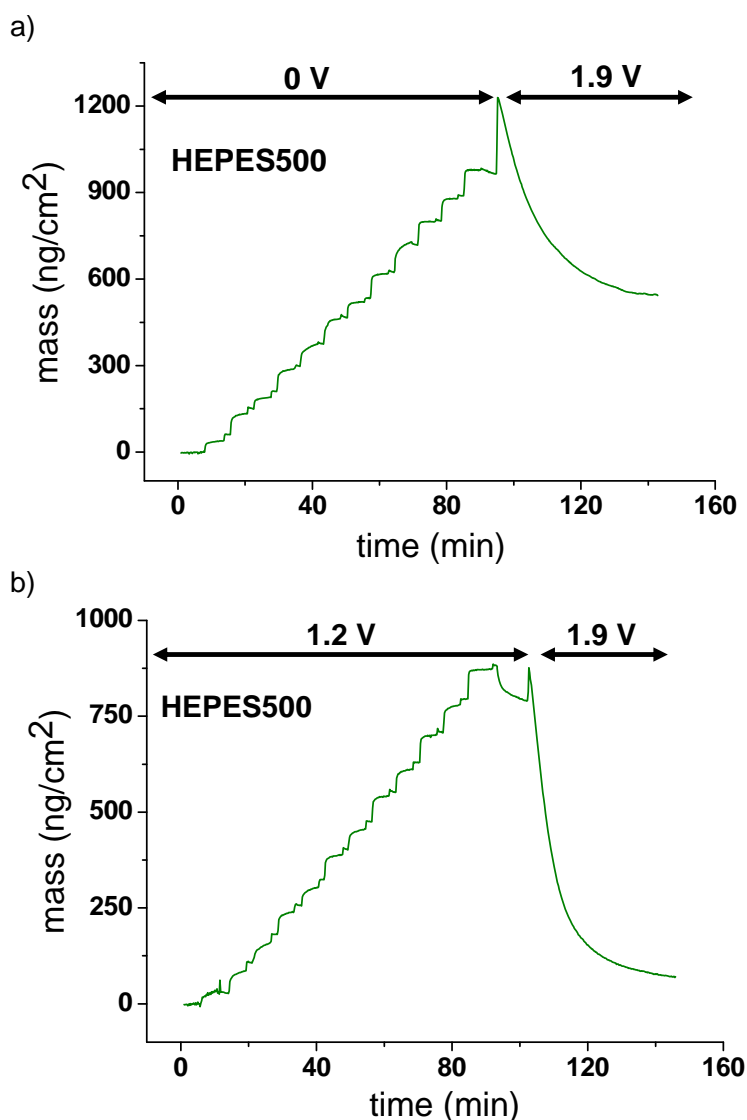 a)
0 V
1.9 V
HEPES500
1200
900
600
300
0
mass (ng/cm²)
0 40 80 120 160
time (min)
b)
1.2 V
1.9 V
HEPES500
1000
750
500
250
0
mass (ng/cm²)
0 40 80 120 160
time (min)